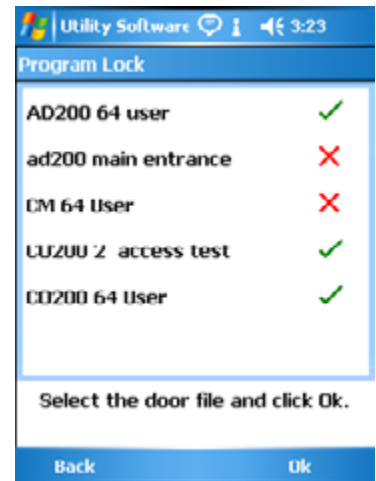 Utility Software 3:23
Program Lock
AD200 64 user
ad200 main entrance
CM 64 User
CO200 2 access test
CO200 64 User
Select the door file and click Ok.
Back Ok